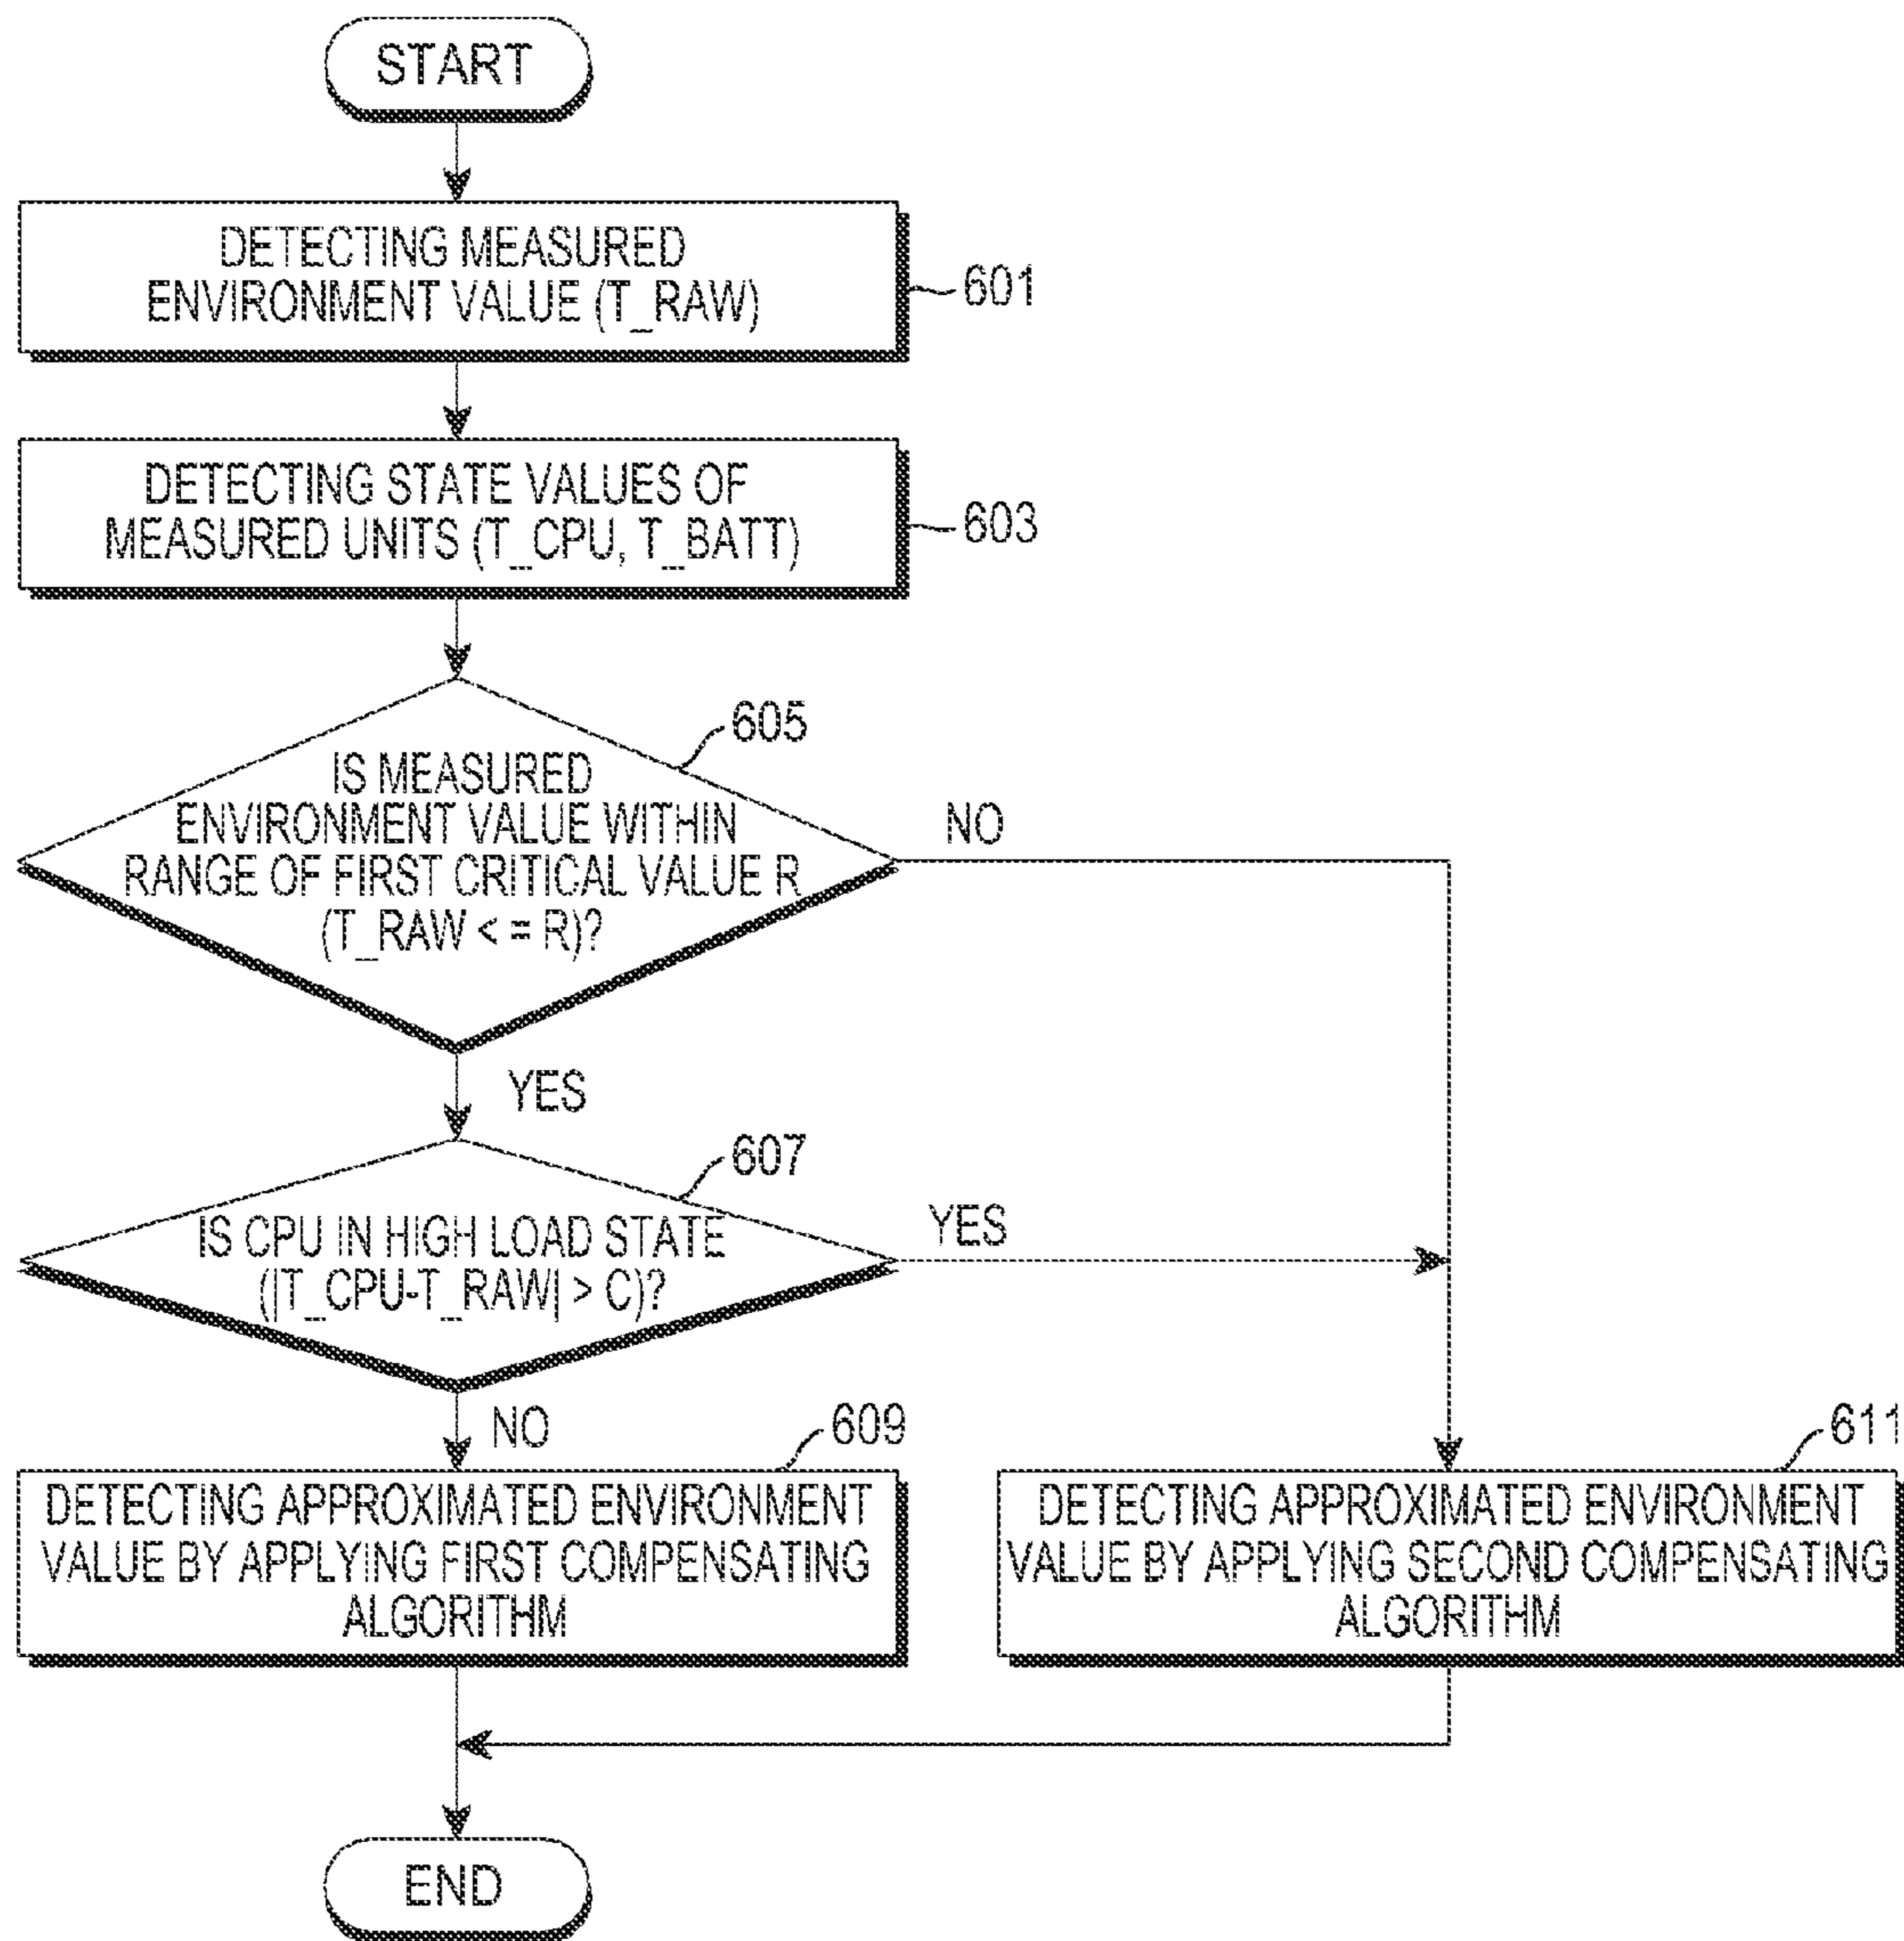 START
DETECTING MEASURED
ENVIRONMENT VALUE (T_RAW)
601
DETECTING STATE VALUES OF
MEASURED UNITS (T_CPU, T_BATT)
603
605
IS MEASURED
ENVIRONMENT VALUE WITHIN
RANGE OF FIRST CRITICAL VALUE R
(T_RAW < = R)?
NO
YES
607
IS CPU IN HIGH LOAD STATE
(|T_CPU-T_RAW| > C)?
YES
NO
609
DETECTING APPROXIMATED ENVIRONMENT
VALUE BY APPLYING FIRST COMPENSATING
ALGORITHM
611
DETECTING APPROXIMATED ENVIRONMENT
VALUE BY APPLYING SECOND COMPENSATING
ALGORITHM
END